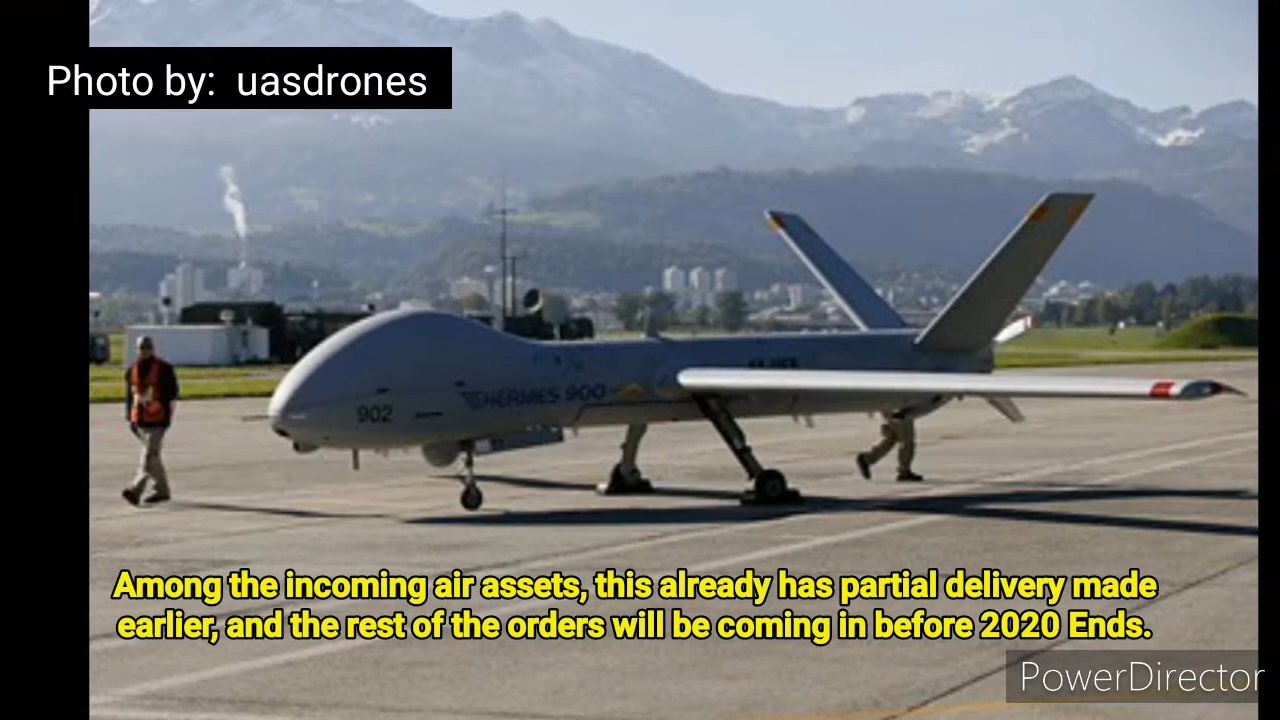 Photo by: uasdrones
HERMES 900
902
Among the incoming air assets, this already has partial delivery made
earlier, and the rest of the orders will be coming in before 2020 Ends.
PowerDirector